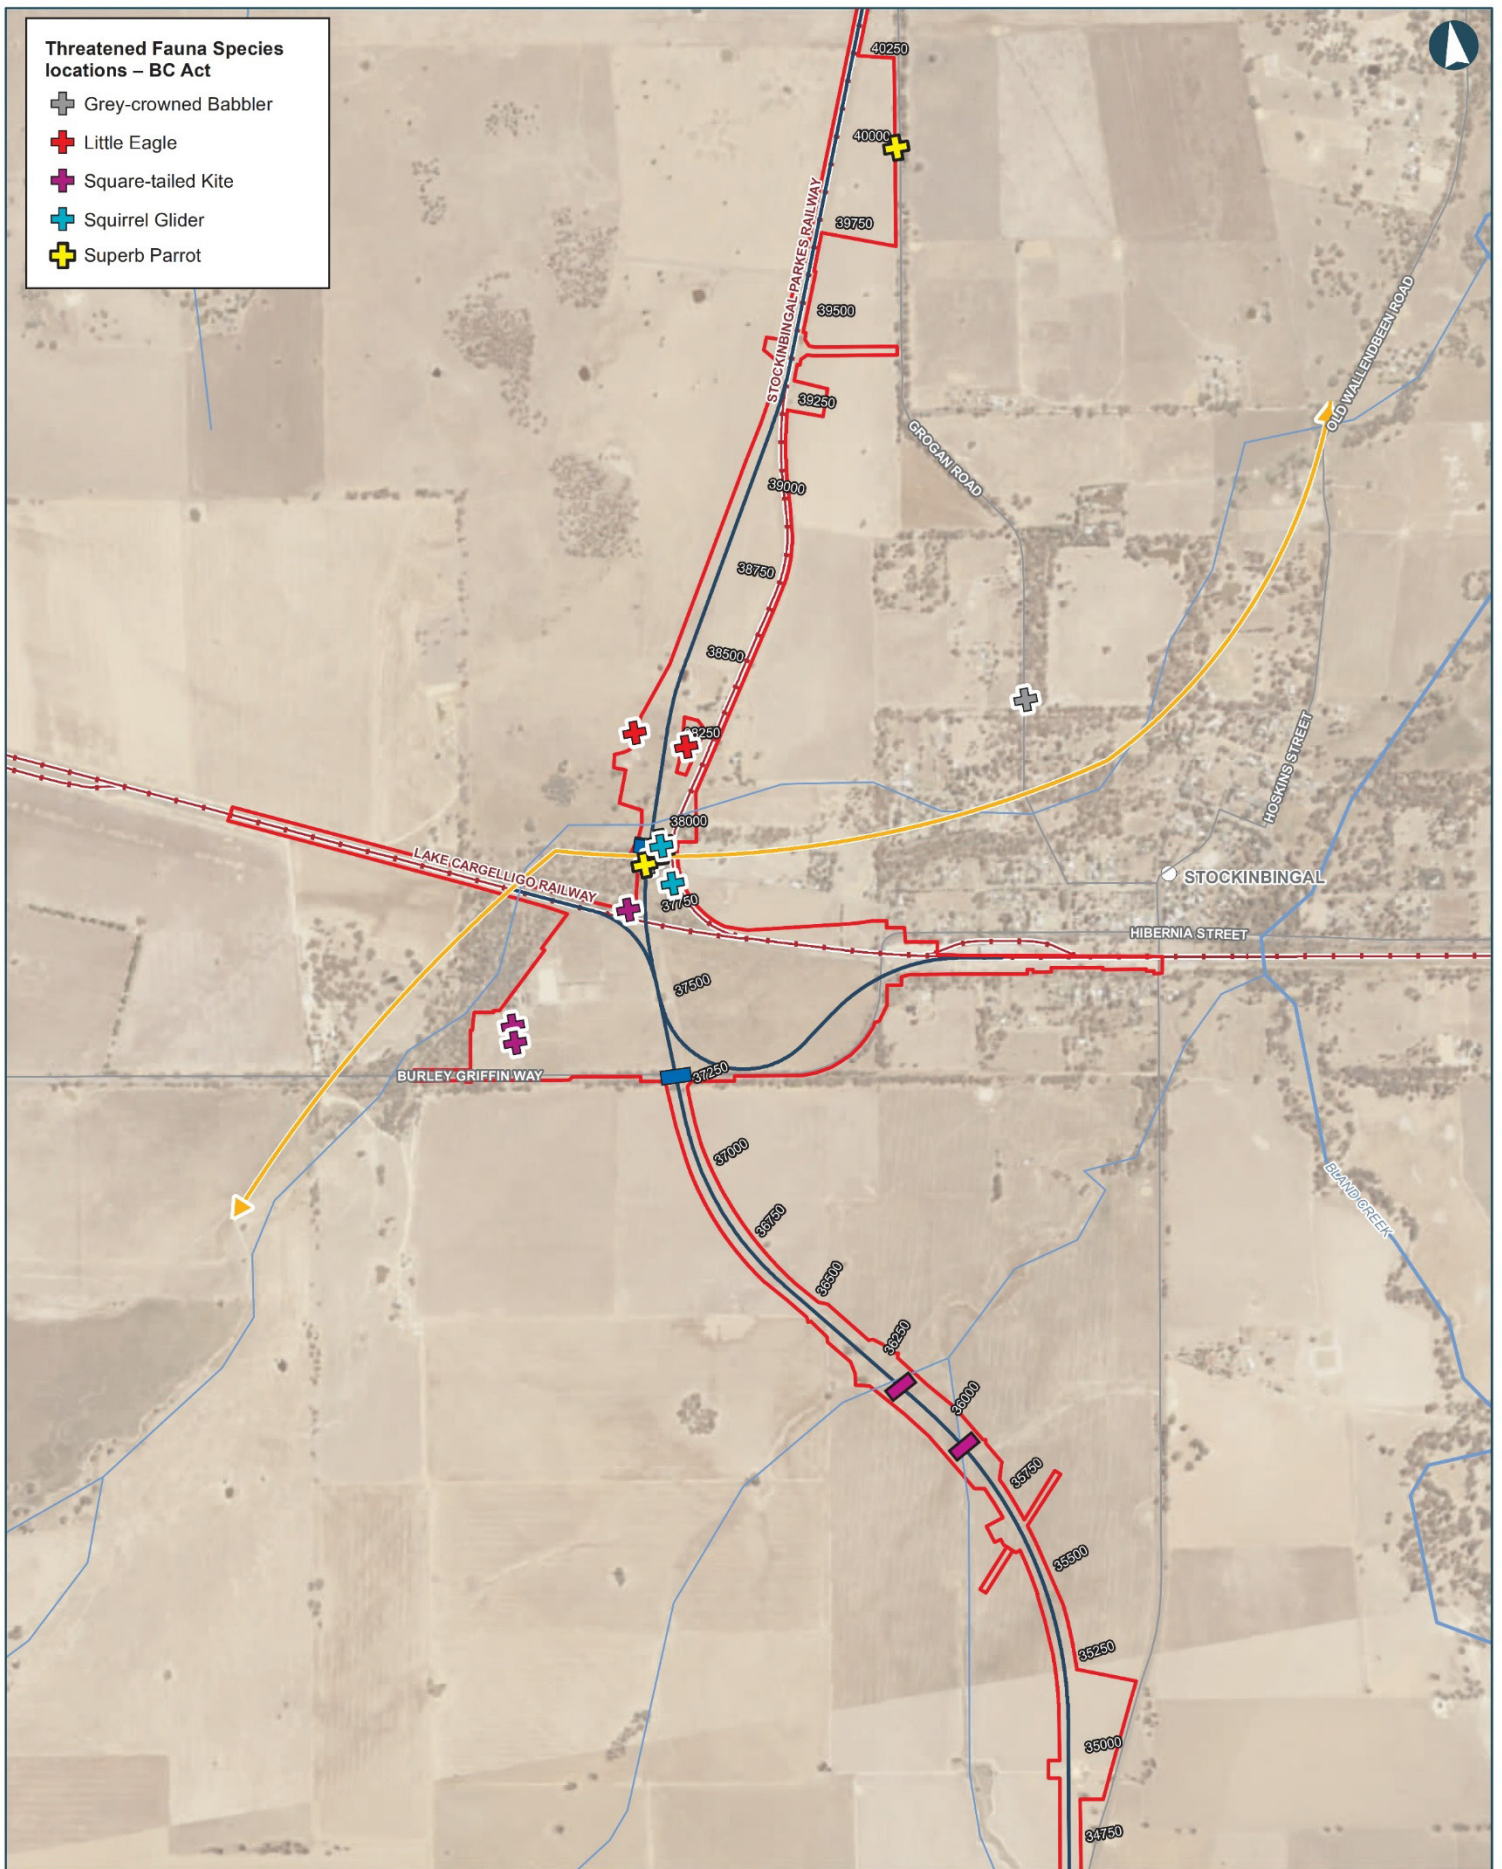 Threatened Fauna Species
locations – BC Act
Grey-crowned Babbler
Little Eagle
Square-tailed Kite
Squirrel Glider
Superb Parrot
40250
40000
39750
STOCKINBINGAL PARKES RAILWAY
39500
OLD WALLENDBEEN ROAD
39250
GROGAN ROAD
39000
38750
38500
38250
HOSKINS STREET
38000
LAKE CARGELLIGO RAILWAY
STOCKINBINGAL
37750
HIBERNIA STREET
37500
BURLEY GRIFFIN WAY
37250
37000
BLAND CREEK
36750
36500
36250
36000
35750
35500
35250
35000
34750